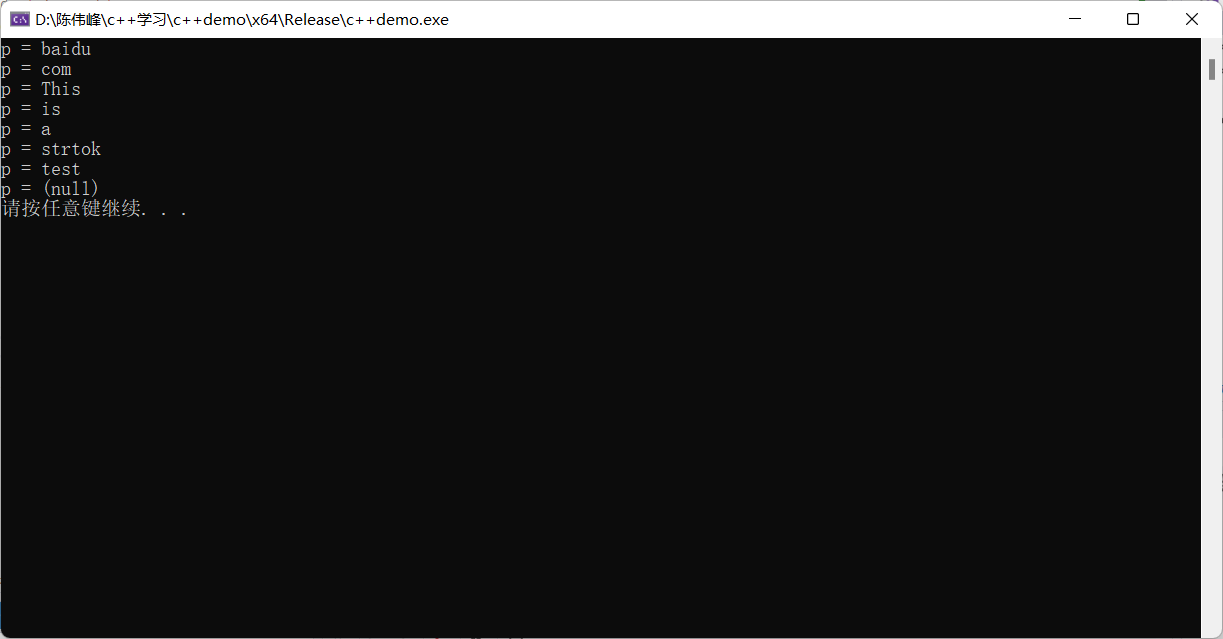 D:\陈伟峰\c++学习\c++demo\x64\Release\c++demo.exe
p = baidu
p = com
p = This
p = is
p = a
p = strtok
p = test
p = (null)
请按任意键继续. . .